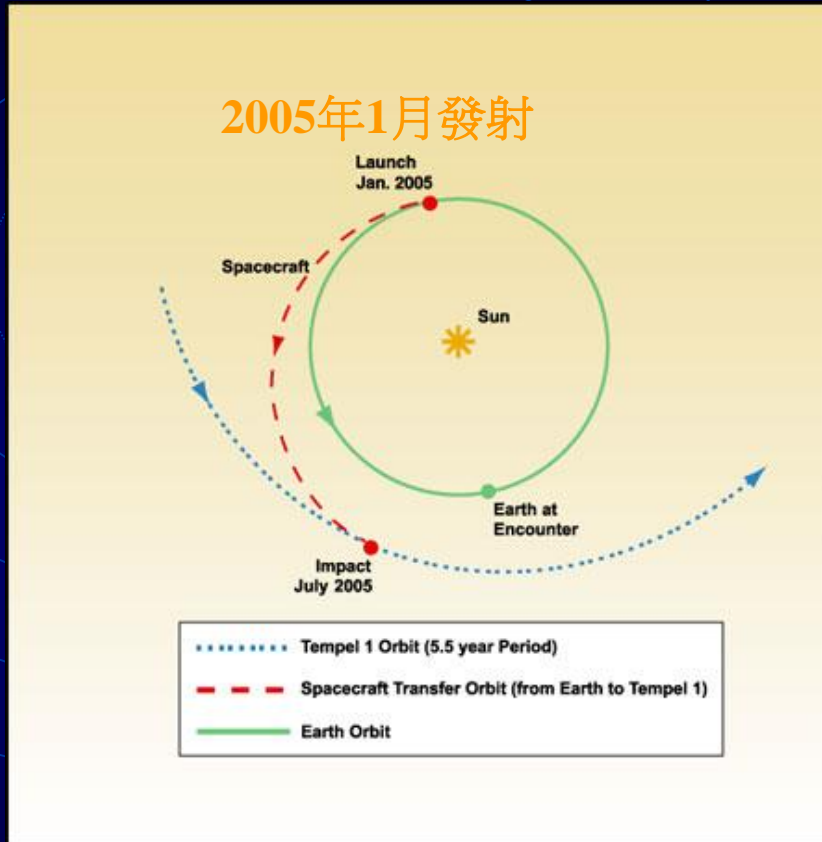 2005年1月發射
Launch
Jan. 2005
Spacecraft
Sun
Earth at
Encounter
Impact
July 2005
Tempel 1 Orbit (5.5 year Period)
Spacecraft Transfer Orbit (from Earth to Tempel 1)
Earth Orbit